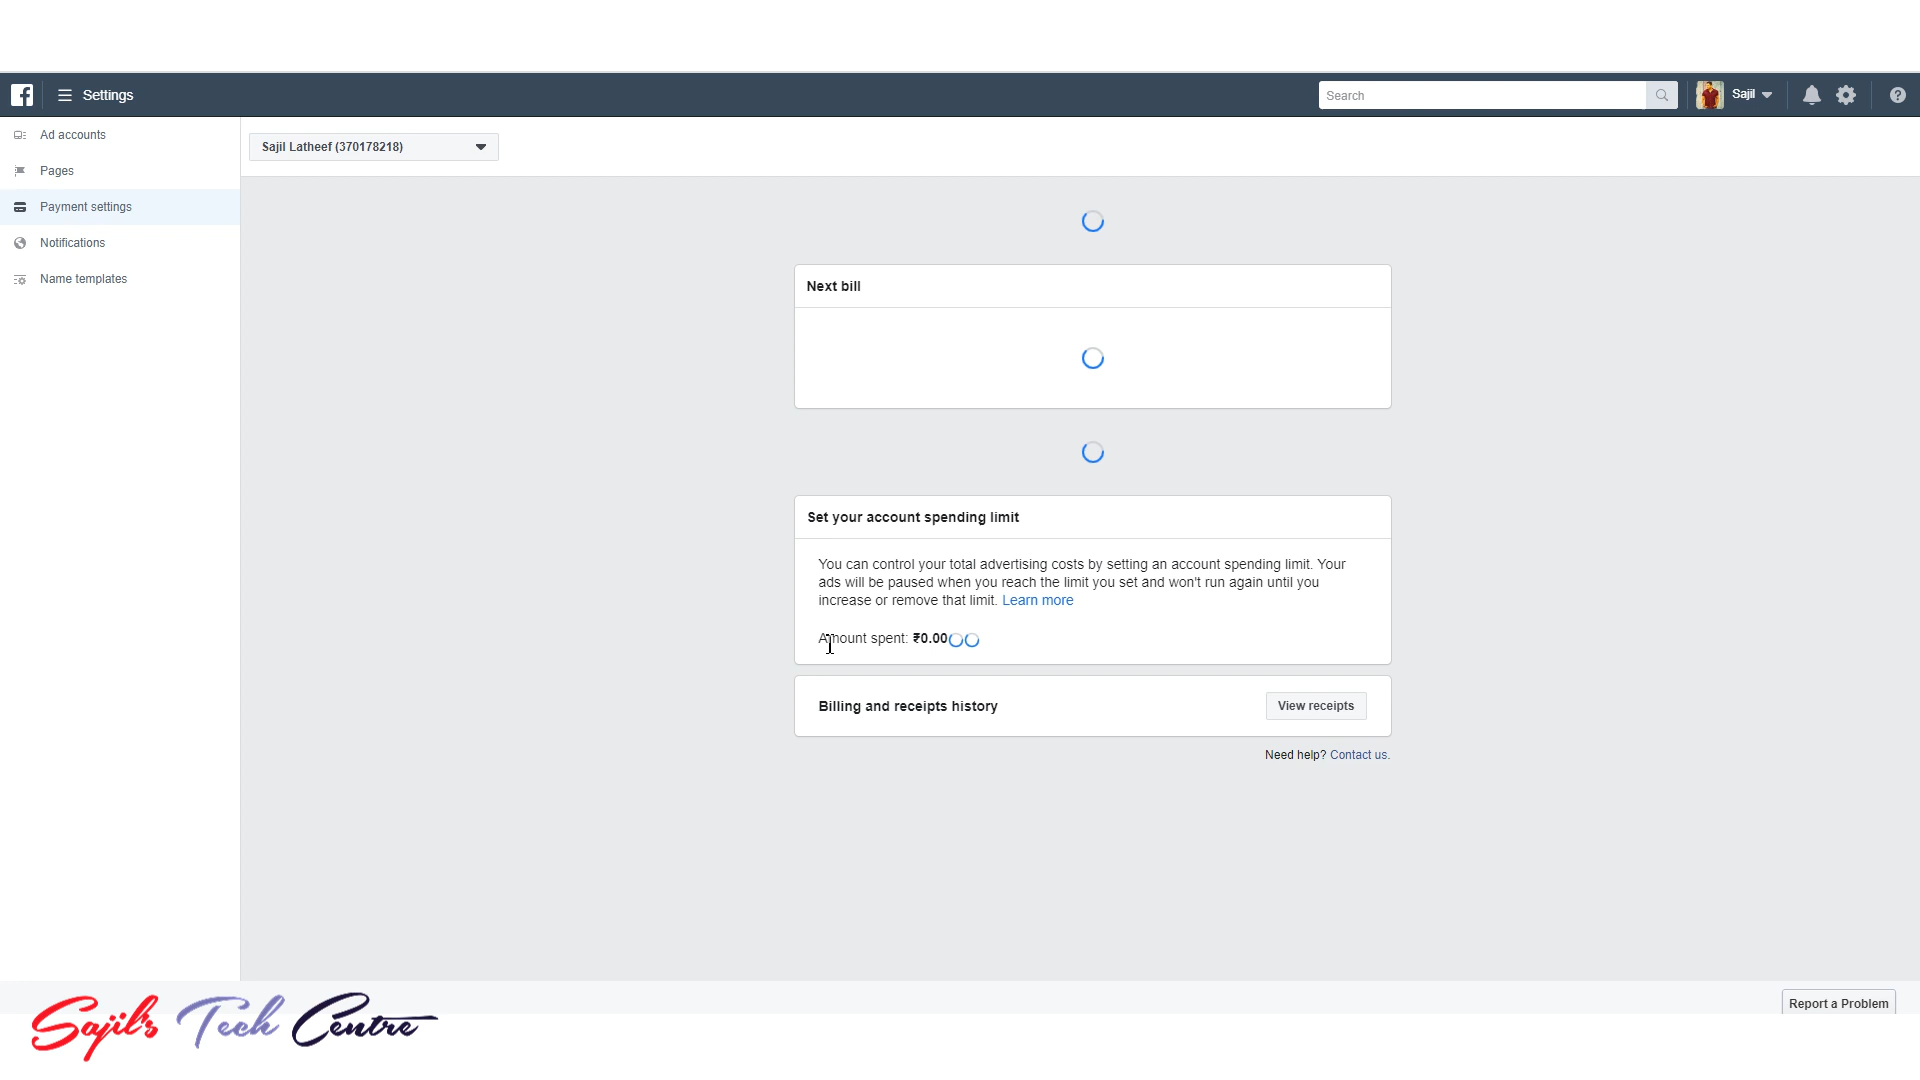 Settings
Search
Sajil
Ad accounts
Pages
Payment settings
Notifications
Name templates
Sajil Latheef (370178218)
Next bill
Set your account spending limit
You can control your total advertising costs by setting an account spending limit. Your
ads will be paused when you reach the limit you set and won't run again until you
increase or remove that limit. Learn more
Amount spent: ₹0.00
Billing and receipts history
View receipts
Need help? Contact us.
Report a Problem
Sajil's Tech Centre